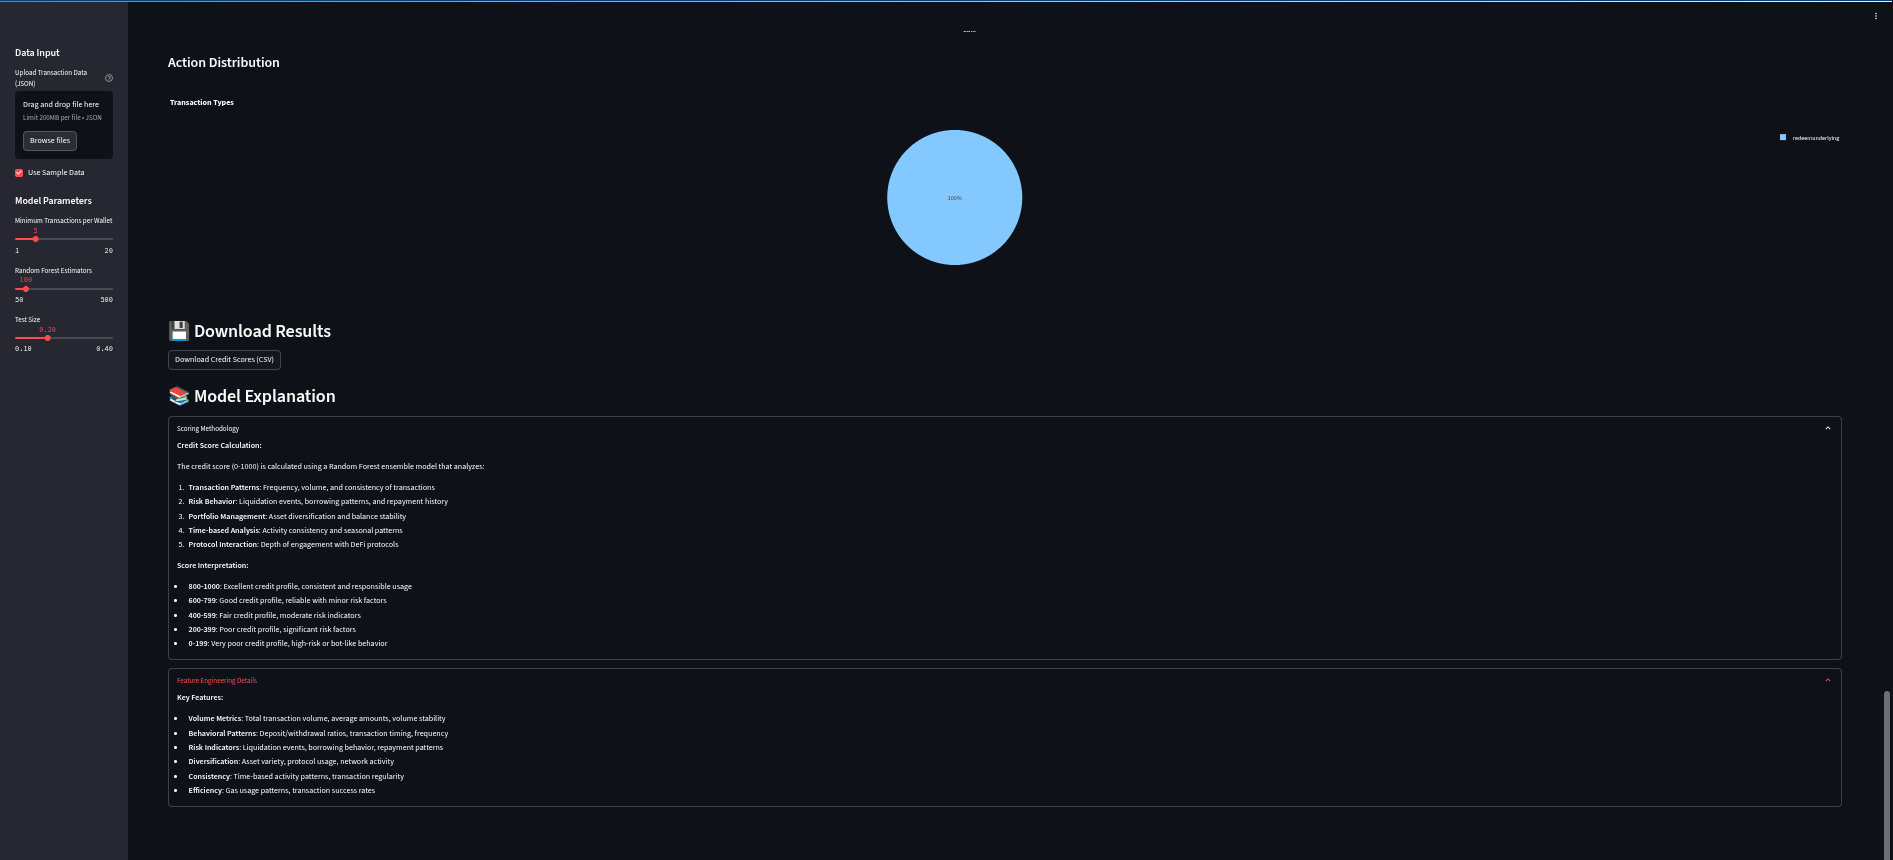 Data Input
Upload Transaction Data
(JSON)
Drag and drop file here
Limit 200MB per file • JSON
Browse files
Use Sample Data
Model Parameters
Minimum Transactions per Wallet
5
1 20
Random Forest Estimators
100
50 500
Test Size
0.20
0.10 0.40
Action Distribution
Transaction Types
100%
redeemunderlying
Download Results
Download Credit Scores (CSV)
Model Explanation
Scoring Methodology
Credit Score Calculation:
The credit score (0-1000) is calculated using a Random Forest ensemble model that analyzes:
1. Transaction Patterns: Frequency, volume, and consistency of transactions
2. Risk Behavior: Liquidation events, borrowing patterns, and repayment history
3. Portfolio Management: Asset diversification and balance stability
4. Time-based Analysis: Activity consistency and seasonal patterns
5. Protocol Interaction: Depth of engagement with DeFi protocols
Score Interpretation:
• 800-1000: Excellent credit profile, consistent and responsible usage
• 600-799: Good credit profile, reliable with minor risk factors
• 400-599: Fair credit profile, moderate risk indicators
• 200-399: Poor credit profile, significant risk factors
• 0-199: Very poor credit profile, high-risk or bot-like behavior
Feature Engineering Details
Key Features:
• Volume Metrics: Total transaction volume, average amounts, volume stability
• Behavioral Patterns: Deposit/withdrawal ratios, transaction timing, frequency
• Risk Indicators: Liquidation events, borrowing behavior, repayment patterns
• Diversification: Asset variety, protocol usage, network activity
• Consistency: Time-based activity patterns, transaction regularity
• Efficiency: Gas usage patterns, transaction success rates